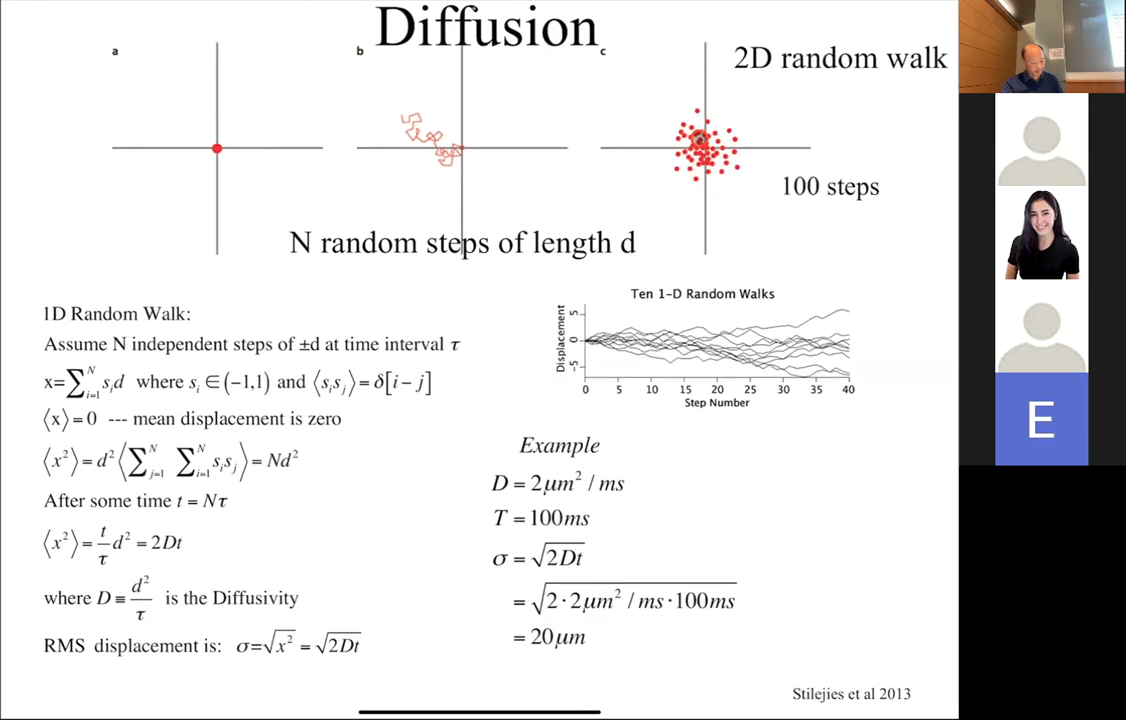 Diffusion
a
b
c
2D random walk
100 steps
N random steps of length d
1D Random Walk:
Assume N independent steps of ±d at time interval τ
x=∑_{i=1}^{N} s_i d where s_i ∈(−1,1) and ⟨s_i s_j⟩=δ[i−j]
⟨x⟩=0 --- mean displacement is zero
⟨x²⟩=d²⟨∑_{j=1}^{N} ∑_{i=1}^{N} s_i s_j⟩=Nd²
After some time t = Nτ
⟨x²⟩= t/τ d² = 2Dt
where D ≡ d²/τ is the Diffusivity
RMS displacement is: σ=√x² = √2Dt
Ten 1-D Random Walks
Displacement
5
0
-5
0 5 10 15 20 25 30 35 40
Step Number
Example
D = 2μm² / ms
T = 100ms
σ = √2Dt
= √2·2μm² / ms·100ms
= 20μm
Stilejies et al 2013
E